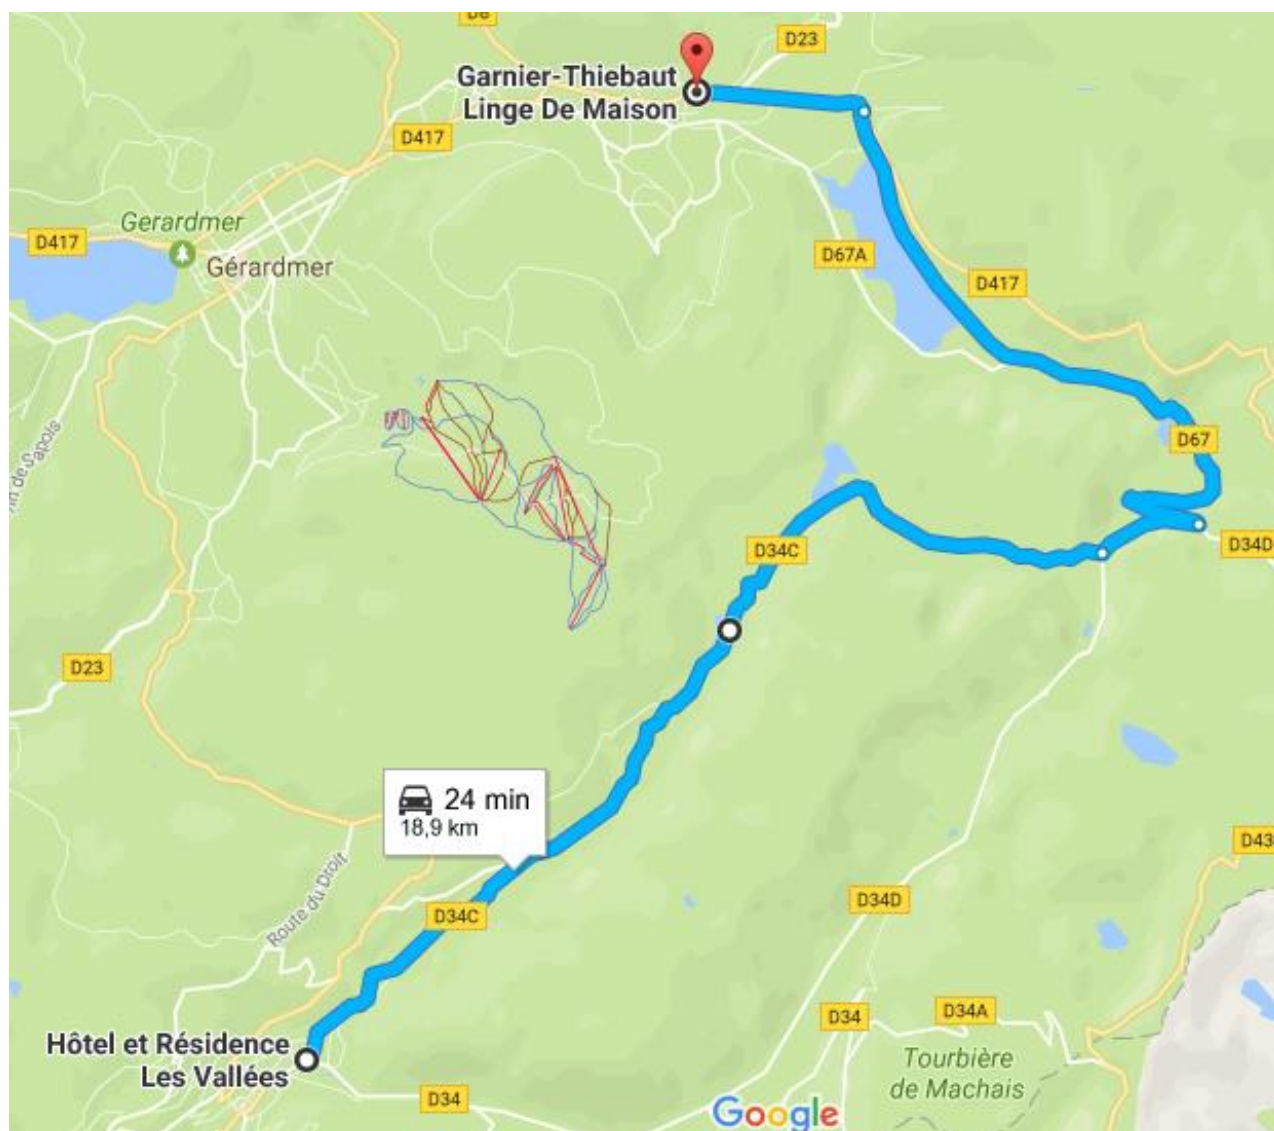 D8
D23
Garnier-Thiebaut
Linge De Maison
D417
Gerardmer
D417
Gérardmer
D67A
D417
D67
D34C
D34D
D23
24 min
18,9 km
D43
Route du Droit
D34C
D34D
D34A
D34
Hôtel et Résidence
Les Vallées
Tourbière
de Machais
D34
Google